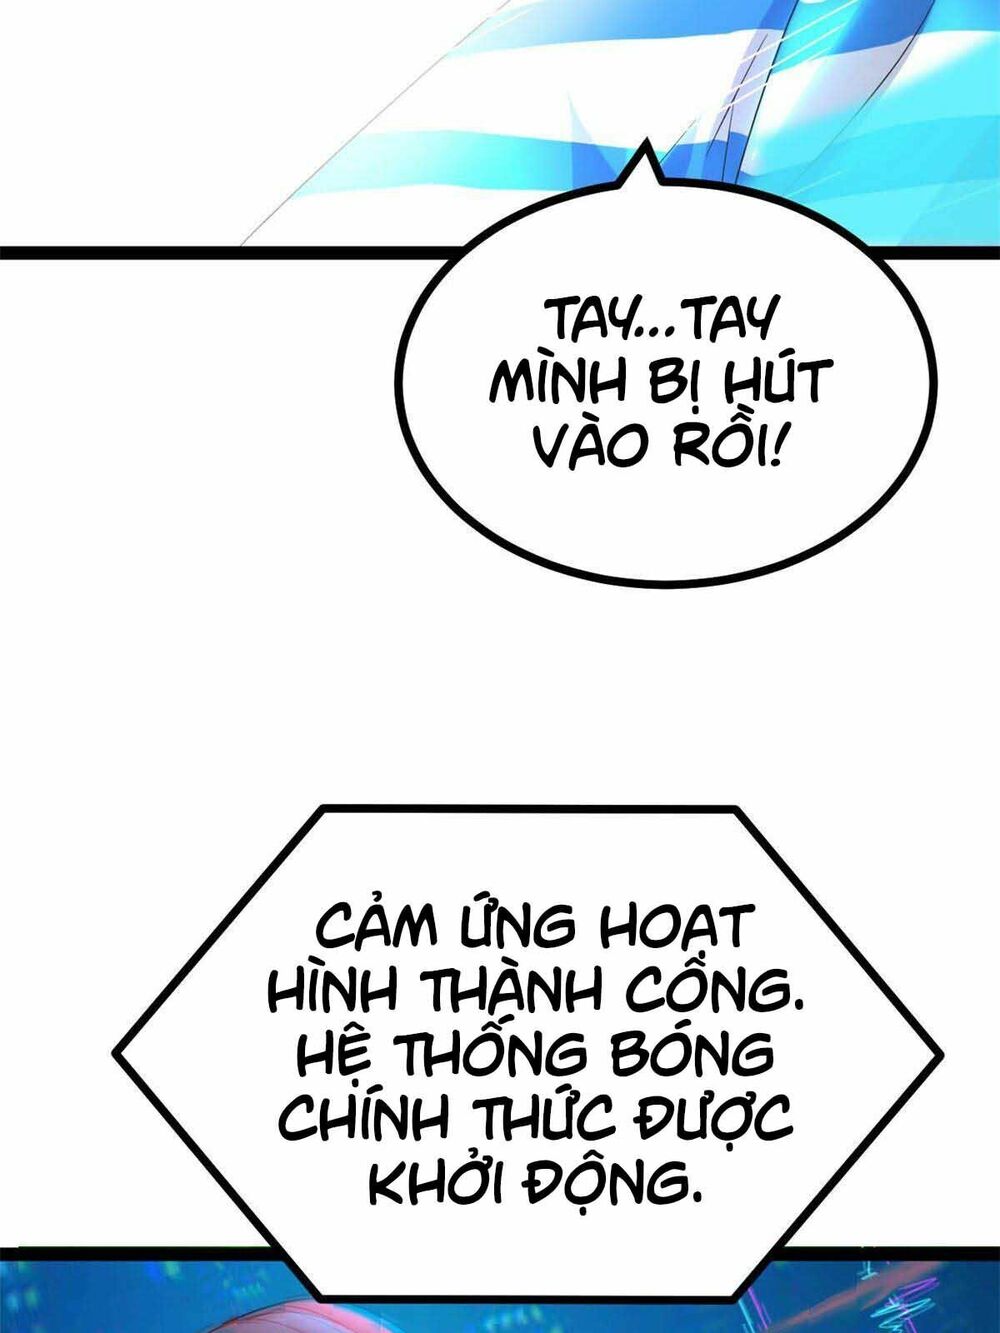 TAY...TAY
MÌNH BỊ HÚT
VÀO RỒI!
CẢM ỨNG HOẠT
HÌNH THÀNH CÔNG.
HỆ THỐNG BÓNG
CHÍNH THỨC ĐƯỢC
KHỞI ĐỘNG.